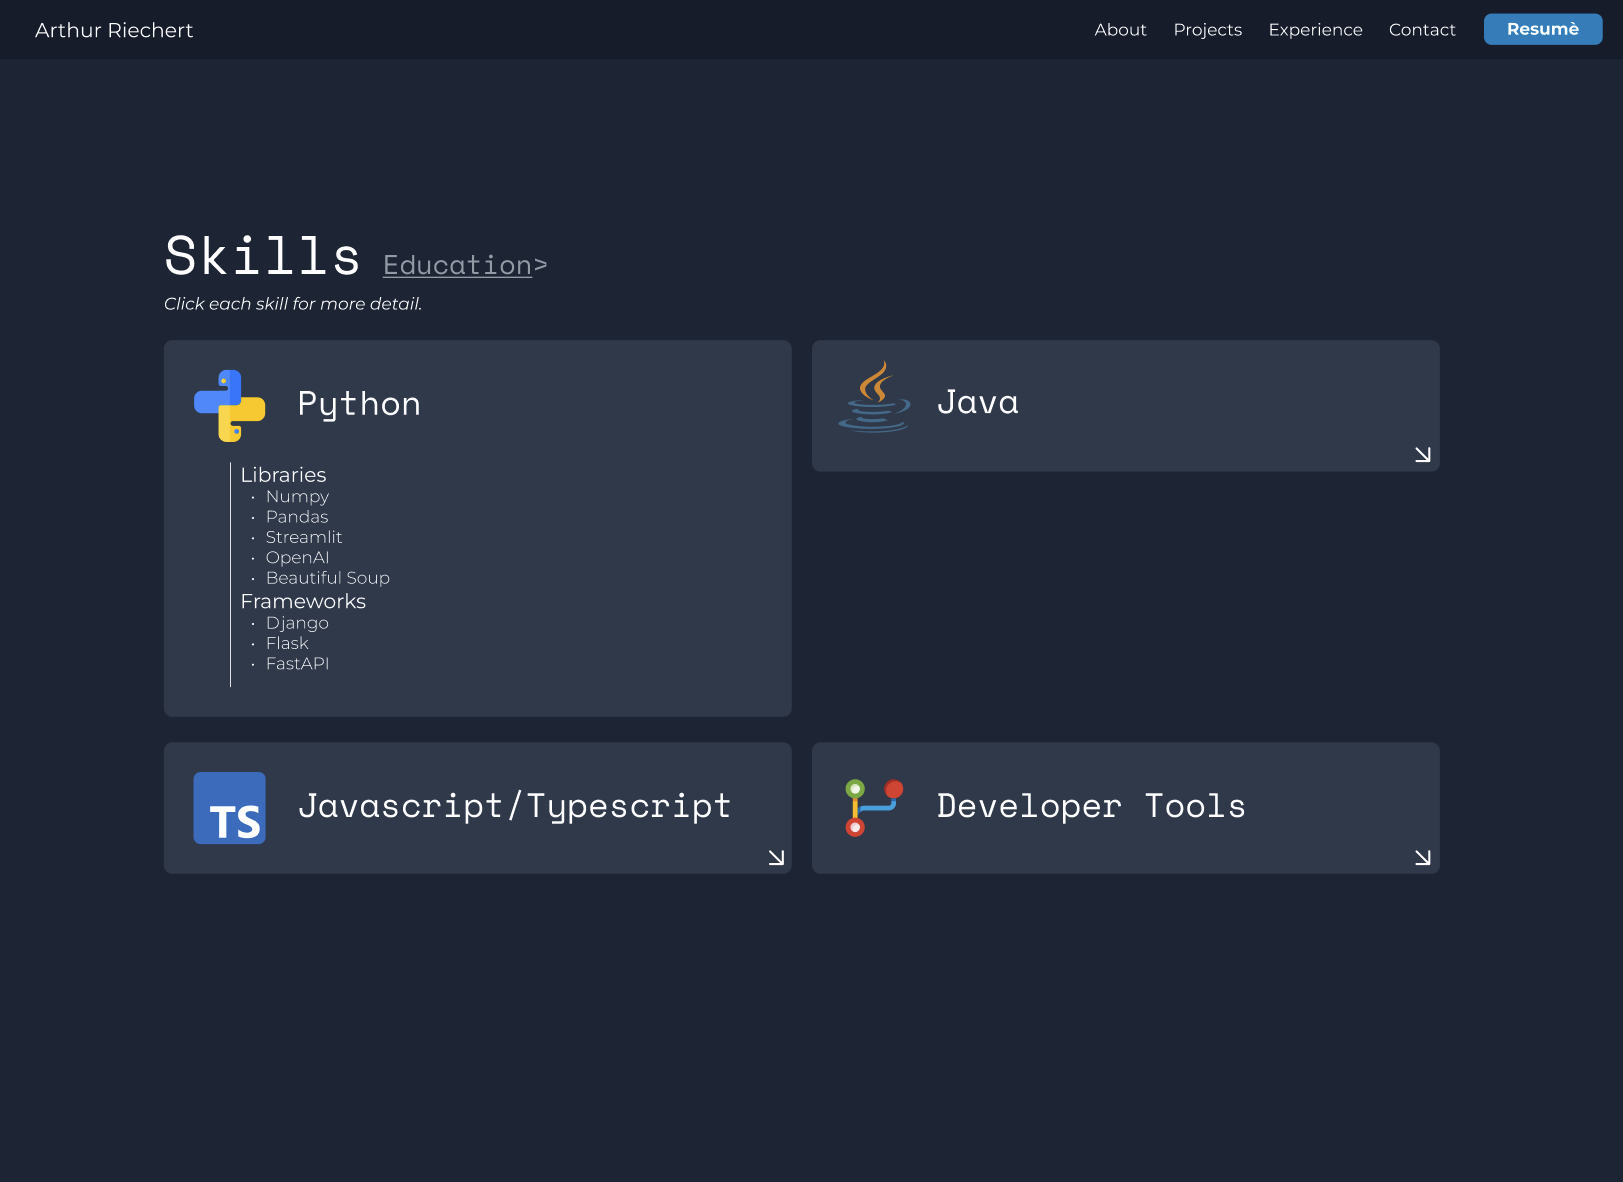 Arthur Riechert
About
Projects
Experience
Contact
Resumè
Skills
Education>
Click each skill for more detail.
Python
Libraries
• Numpy
• Pandas
• Streamlit
• OpenAI
• Beautiful Soup
Frameworks
• Django
• Flask
• FastAPI
Java
TS
Javascript/Typescript
Developer Tools